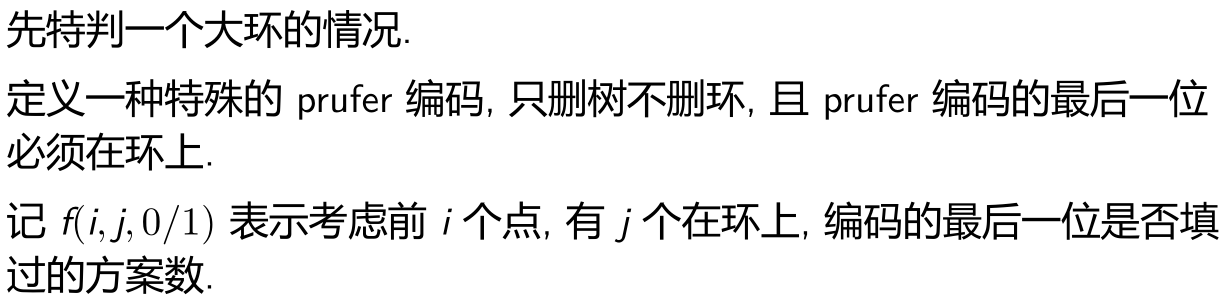 先特判一个大环的情况.
定义一种特殊的 prufer 编码, 只删树不删环, 且 prufer 编码的最后一位
必须在环上.
记 f(i, j, 0/1) 表示考虑前 i 个点, 有 j 个在环上, 编码的最后一位是否填
过的方案数.